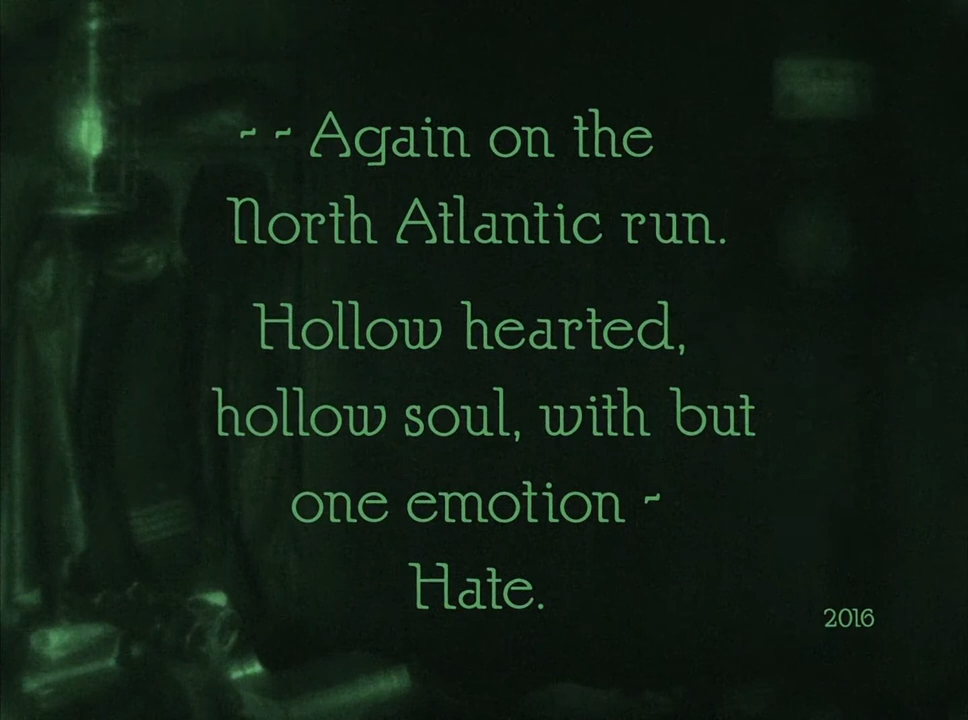 ~ ~ Again on the
North Atlantic run.
Hollow hearted,
hollow soul, with but
one emotion ~
Hate.
2016